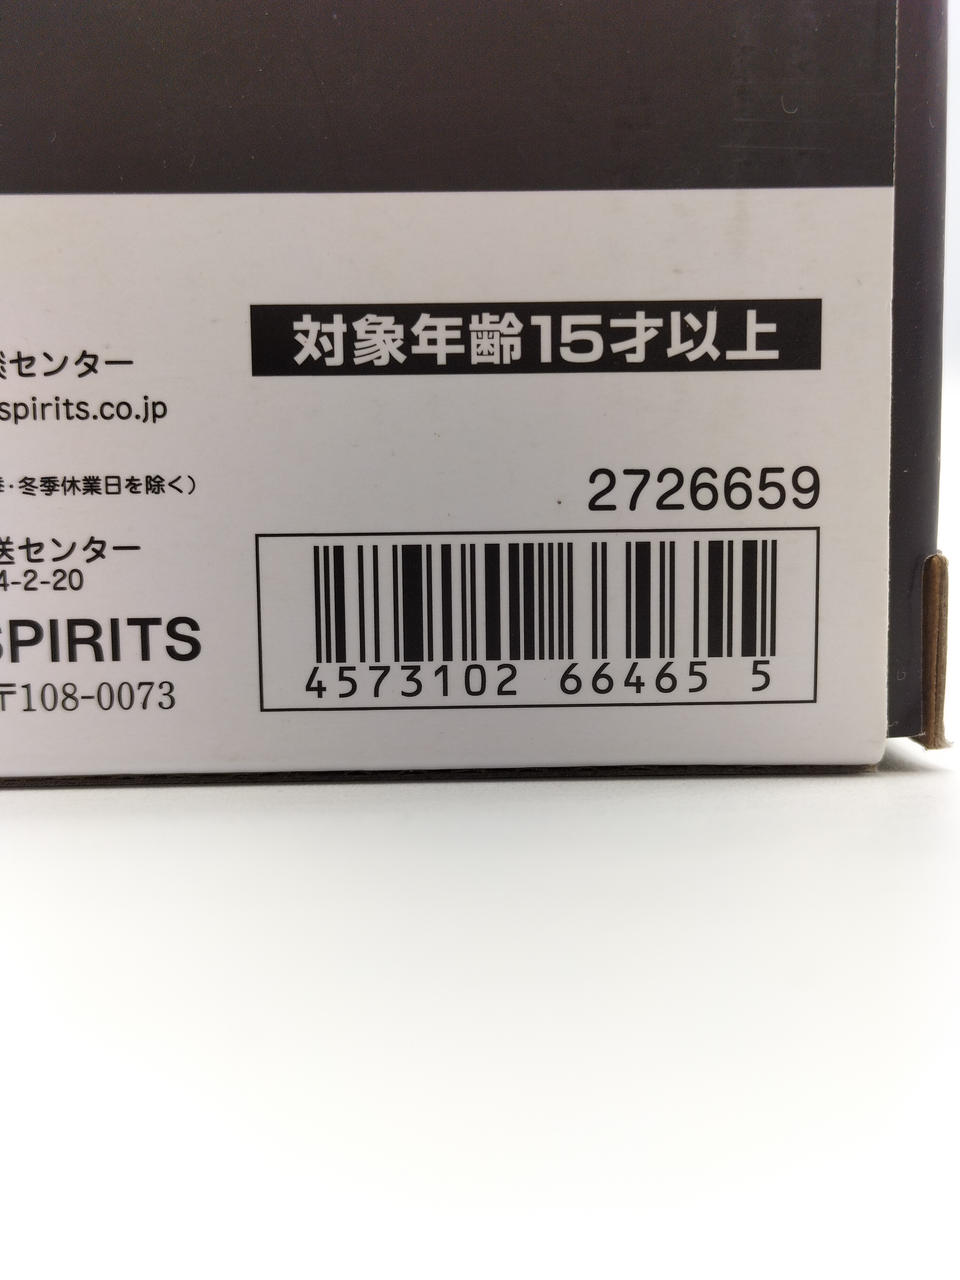 送センター
spirits.co.jp
・冬季休業日を除く）
送センター
4-2-20
SPIRITS
〒108-0073
対象年齢15才以上
2726659
4573102 66465 5